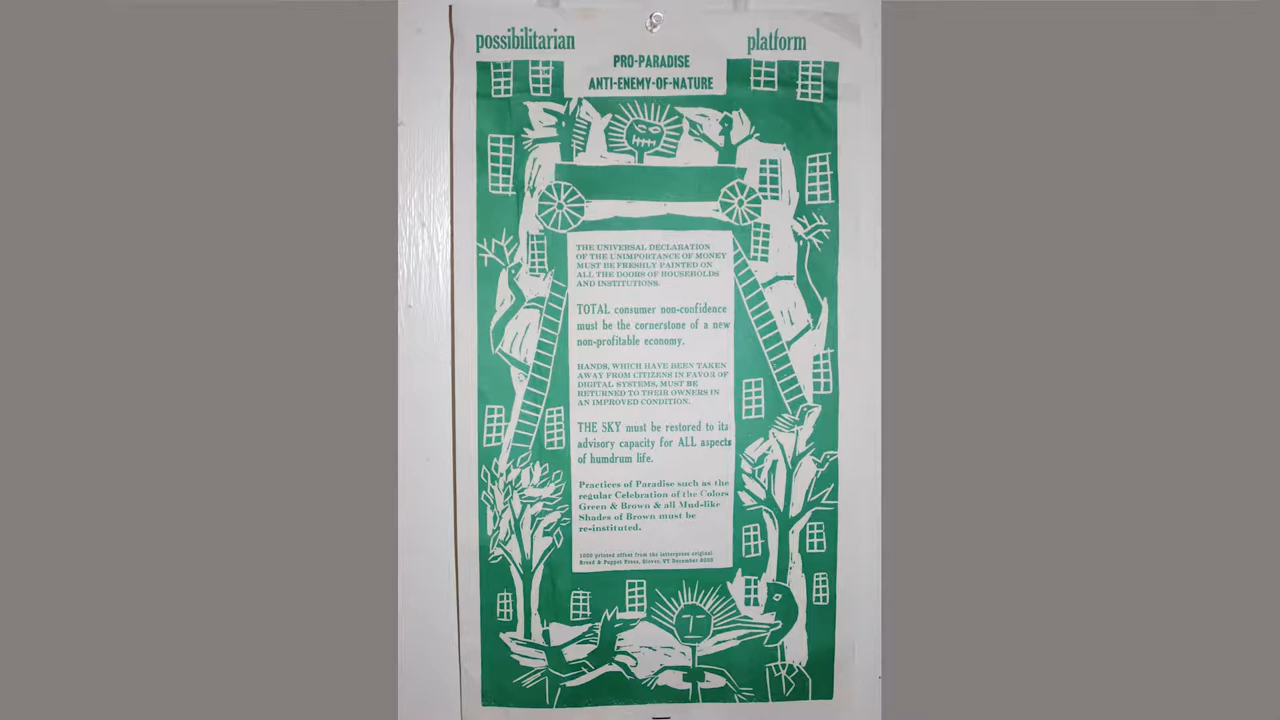 possibilitarian platform
PRO-PARADISE
ANTI-ENEMY-OF-NATURE
THE UNIVERSAL DECLARATION
OF THE UNIMPORTANCE OF MONEY
MUST BE FRESHLY PAINTED ON
ALL THE DOORS OF HOUSEHOLDS
AND INSTITUTIONS.
TOTAL consumer non-confidence
must be the cornerstone of a new
non-profitable economy.
HANDS, WHICH HAVE BEEN TAKEN
AWAY FROM CITIZENS IN FAVOR OF
DIGITAL SYSTEMS, MUST BE
RETURNED TO THEIR OWNERS IN
AN IMPROVED CONDITION.
THE SKY must be restored to its
advisory capacity for ALL aspects
of humdrum life.
Practices of Paradise such as the
regular Celebration of the Colors
Green & Brown & all Mud-like
Shades of Brown must be
re-instituted.
1000 printed offset from the letterpress original
Bread & Puppet Press, Glover, VT December